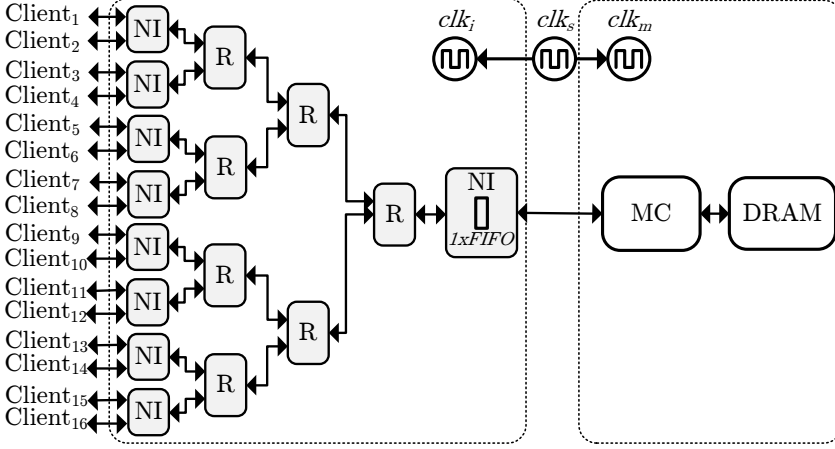 Client₁
Client₂
Client₃
Client₄
Client₅
Client₆
Client₇
Client₈
Client₉
Client₁₀
Client₁₁
Client₁₂
Client₁₃
Client₁₄
Client₁₅
Client₁₆
NI
NI
NI
NI
NI
NI
NI
NI
R
R
R
R
R
R
R
NI
1xFIFO
clkᵢ
clkₛ
clkₘ
MC
DRAM